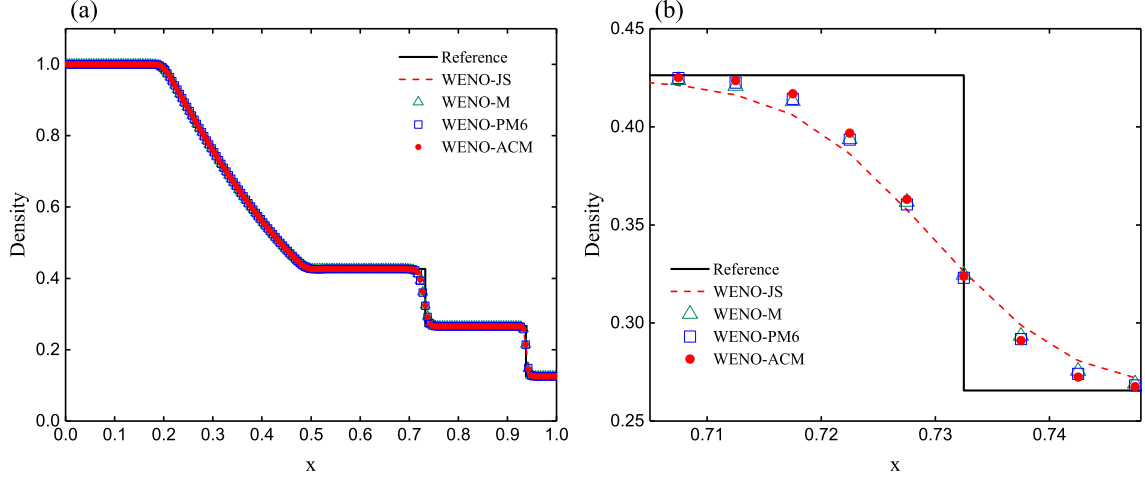 (a)
Density
1.0
0.8
0.6
0.4
0.2
0.0
0.0 0.1 0.2 0.3 0.4 0.5 0.6 0.7 0.8 0.9 1.0
x
Reference
WENO-JS
WENO-M
WENO-PM6
WENO-ACM
(b)
Density
0.45
0.40
0.35
0.30
0.25
0.71 0.72 0.73 0.74
x
Reference
WENO-JS
WENO-M
WENO-PM6
WENO-ACM